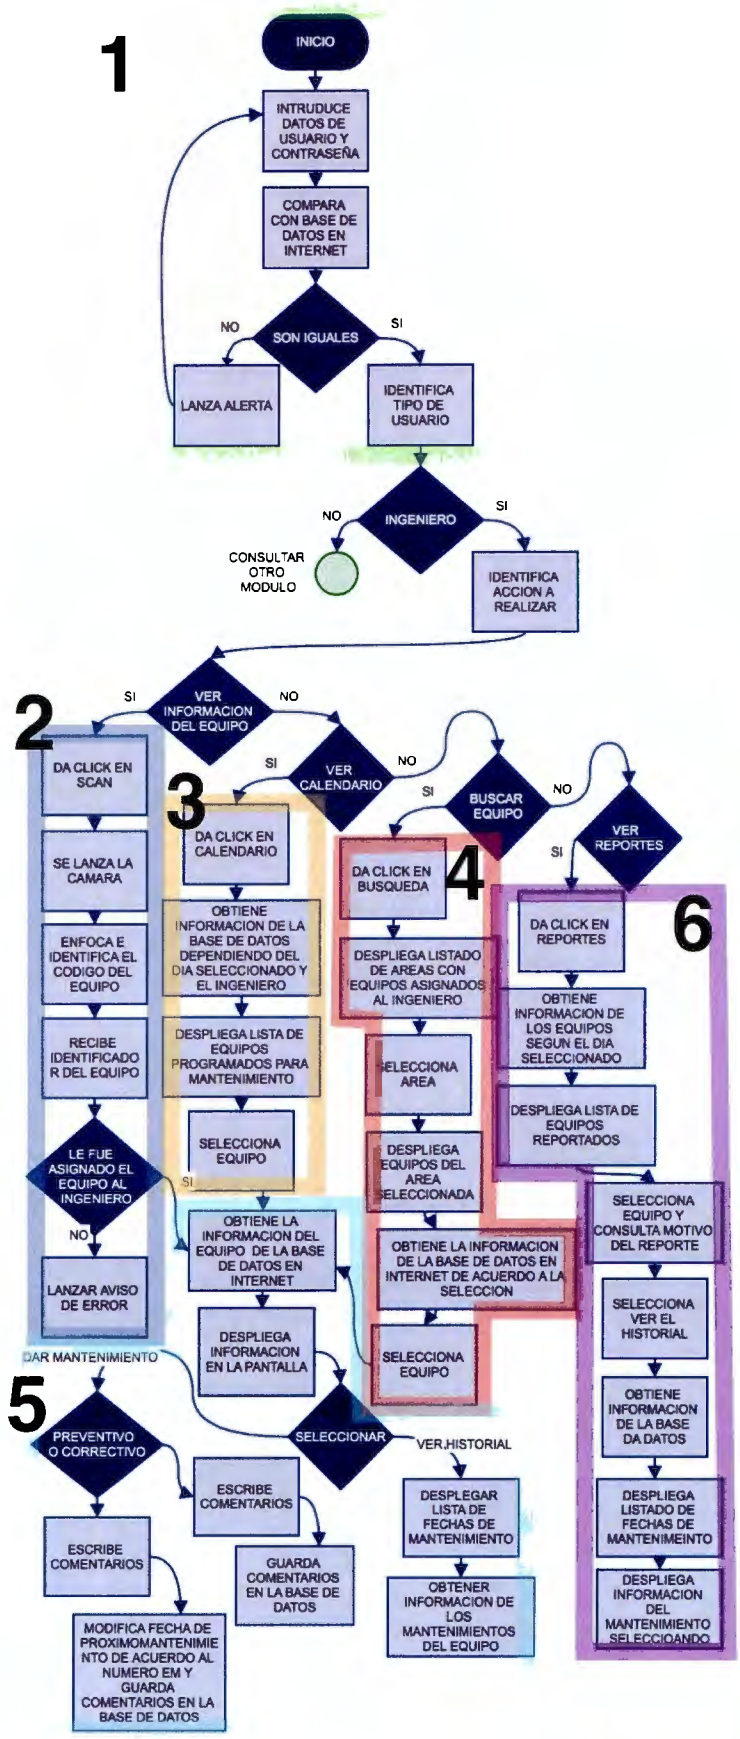 1
INICIO
INTRUDUCE
DATOS DE
USUARIO Y
CONTRASEÑA
COMPARA
CON BASE DE
DATOS EN
INTERNET
SON IGUALES
NO
SI
LANZA ALERTA
IDENTIFICA
TIPO DE
USUARIO
INGENIERO
NO
SI
CONSULTAR
OTRO
MODULO
IDENTIFICA
ACCION A
REALIZAR
VER
INFORMACION
DEL EQUIPO
SI
NO
2
DA CLICK EN
SCAN
SE LANZA LA
CAMARA
ENFOCA E
IDENTIFICA EL
CODIGO DEL
EQUIPO
RECIBE
IDENTIFICADO
R DEL EQUIPO
LE FUE
ASIGNADO EL
EQUIPO AL
INGENIERO
SI
NO
LANZAR AVISO
DE ERROR
VER
CALENDARIO
SI
NO
3
DA CLICK EN
CALENDARIO
OBTIENE
INFORMACION DE LA
BASE DE DATOS
DEPENDIENDO DEL
DIA SELECCIONADO Y
EL INGENIERO
DESPLIEGA LISTA DE
EQUIPOS
PROGRAMADOS PARA
MANTENIMIENTO
SELECCIONA
EQUIPO
BUSCAR
EQUIPO
SI
NO
4
DA CLICK EN
BUSQUEDA
DESPLIEGA LISTADO
DE AREAS CON
EQUIPOS ASIGNADOS
AL INGENIERO
SELECCIONA
AREA
DESPLIEGA
EQUIPOS DEL
AREA
SELECCIONADA
OBTIENE LA INFORMACION
DE LA BASE DE DATOS EN
INTERNET DE ACUERDO A LA
SELECCION
SELECCIONA
EQUIPO
VER
REPORTES
SI
6
DA CLICK EN
REPORTES
OBTIENE
INFORMACION DE
LOS EQUIPOS
SEGUN EL DIA
SELECCIONADO
DESPLIEGA LISTA DE
EQUIPOS
REPORTADOS
SELECCIONA
EQUIPO Y
CONSULTA MOTIVO
DEL REPORTE
SELECCIONA
VER EL
HISTORIAL
OBTIENE
INFORMACION
DE LA BASE
DA DATOS
DESPLIEGA
LISTADO DE
FECHAS DE
MANTENIMEINTO
DESPLIEGA
INFORMACION
DEL
MANTENIMIENTO
SELECCIOANDO
OBTIENE LA
INFORMACION DEL
EQUIPO DE LA BASE
DE DATOS EN
INTERNET
DESPLIEGA
INFORMACION
EN LA PANTALLA
SELECCIONAR
DAR MANTENIMIENTO
VER HISTORIAL
5
PREVENTIVO
O CORRECTIVO
ESCRIBE
COMENTARIOS
GUARDA
COMENTARIOS
EN LA BASE DE
DATOS
ESCRIBE
COMENTARIOS
MODIFICA FECHA DE
PROXIMOMANTENIMIE
NTO DE ACUERDO AL
NUMERO EM Y
GUARDA
COMENTARIOS EN LA
BASE DE DATOS
DESPLEGAR
LISTA DE
FECHAS DE
MANTENIMIENTO
OBTENER
INFORMACION DE
LOS
MANTENIMIENTOS
DEL EQUIPO